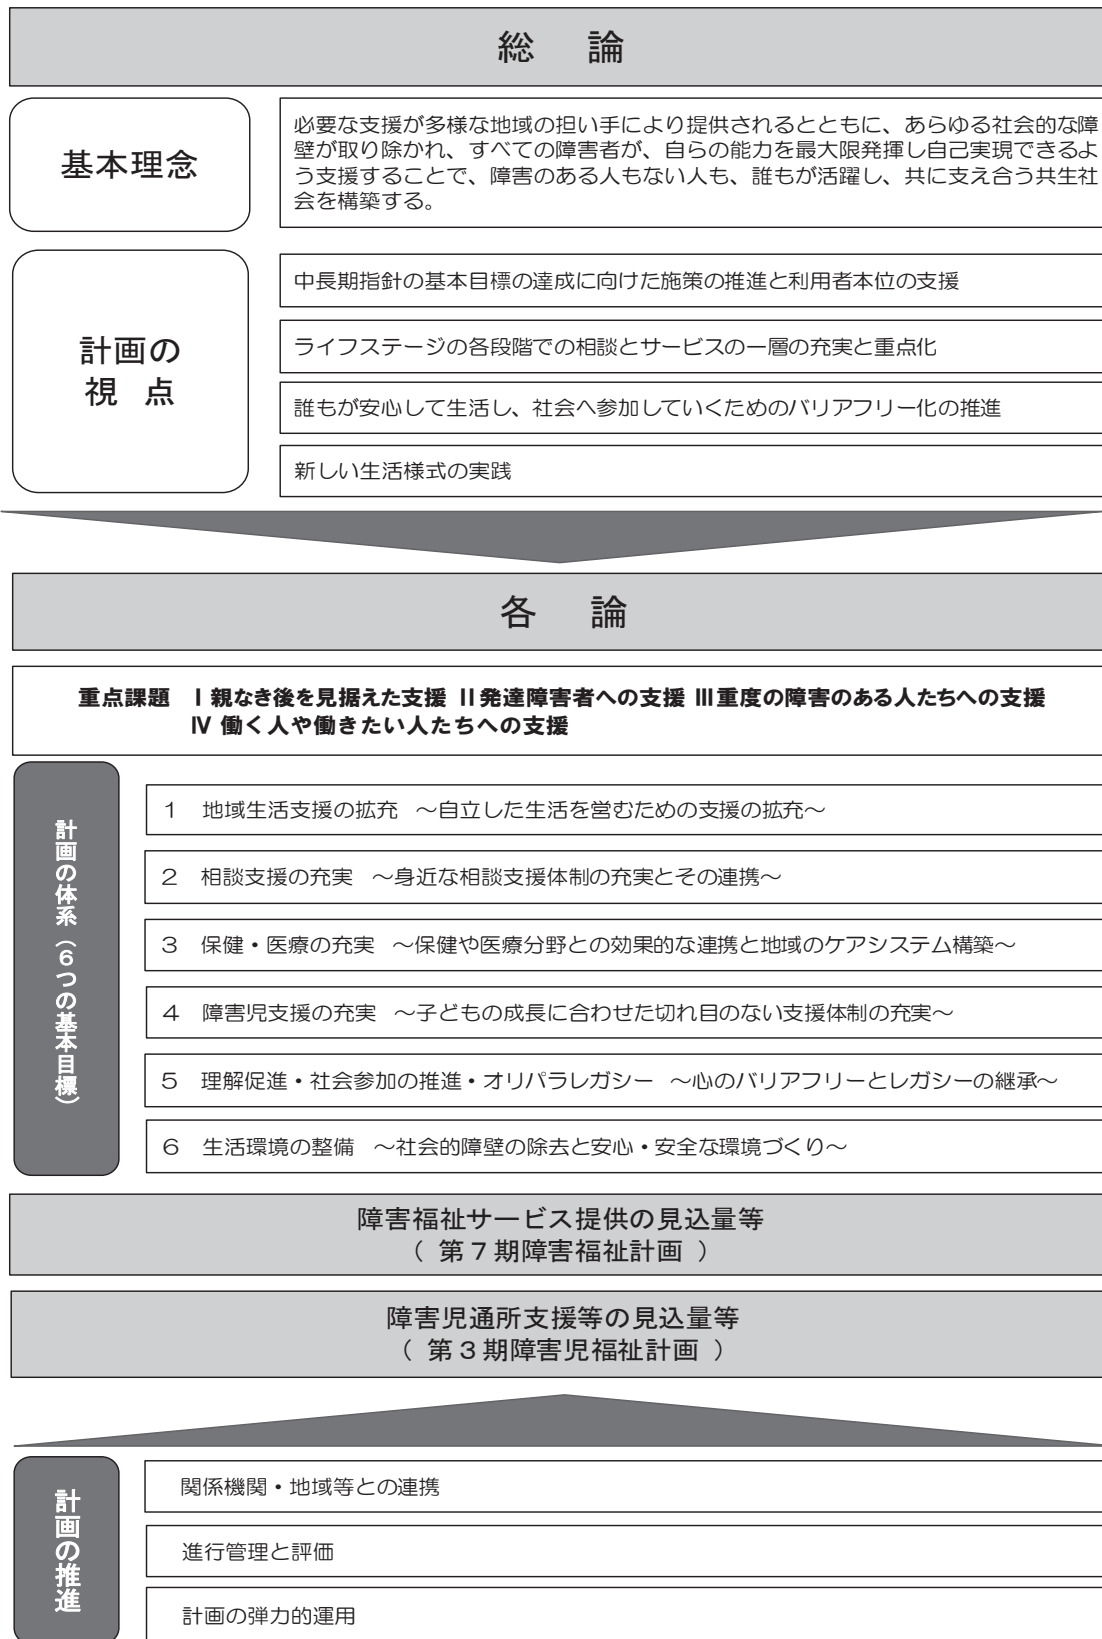 総　論
基本理念
必要な支援が多様な地域の担い手により提供されるとともに、あらゆる社会的な障
壁が取り除かれ、すべての障害者が、自らの能力を最大限発揮し自己実現できるよ
う支援することで、障害のある人もない人も、誰もが活躍し、共に支え合う共生社
会を構築する。
計画の
視　点
中長期指針の基本目標の達成に向けた施策の推進と利用者本位の支援
ライフステージの各段階での相談とサービスの一層の充実と重点化
誰もが安心して生活し、社会へ参加していくためのバリアフリー化の推進
新しい生活様式の実践
各　論
重点課題　Ⅰ親なき後を見据えた支援 Ⅱ発達障害者への支援 Ⅲ重度の障害のある人たちへの支援
Ⅳ 働く人や働きたい人たちへの支援
計画の体系（６つの基本目標）
１　地域生活支援の拡充　～自立した生活を営むための支援の拡充～
２　相談支援の充実　～身近な相談支援体制の充実とその連携～
３　保健・医療の充実　～保健や医療分野との効果的な連携と地域のケアシステム構築～
４　障害児支援の充実　～子どもの成長に合わせた切れ目のない支援体制の充実～
５　理解促進・社会参加の推進・オリパラレガシー　～心のバリアフリーとレガシーの継承～
６　生活環境の整備　～社会的障壁の除去と安心・安全な環境づくり～
障害福祉サービス提供の見込量等
（ 第７期障害福祉計画 ）
障害児通所支援等の見込量等
（ 第３期障害児福祉計画 ）
計画の推進
関係機関・地域等との連携
進行管理と評価
計画の弾力的運用